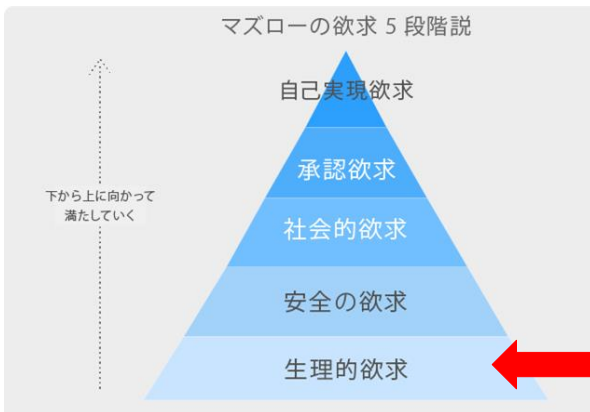 マズローの欲求5段階説
自己実現欲求
承認欲求
下から上に向かって
満たしていく
社会的欲求
安全の欲求
生理的欲求